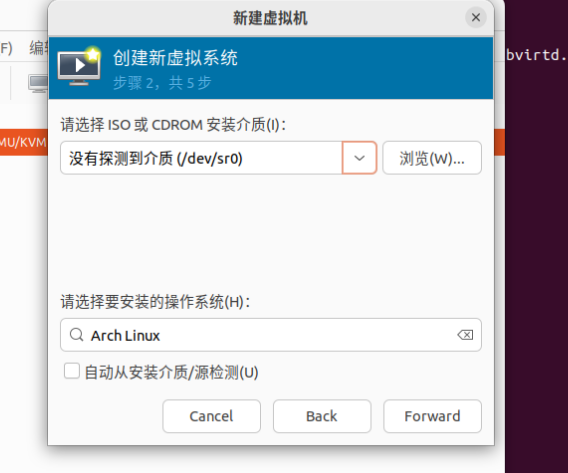 新建虚拟机
F) 编辑
创建新虚拟系统
bvirtd.
步骤 2，共 5 步
请选择 ISO 或 CDROM 安装介质(I)：
MU/KVM
没有探测到介质 (/dev/sr0)
浏览(W)...
请选择要安装的操作系统(H)：
Arch Linux
自动从安装介质/源检测(U)
Cancel
Back
Forward